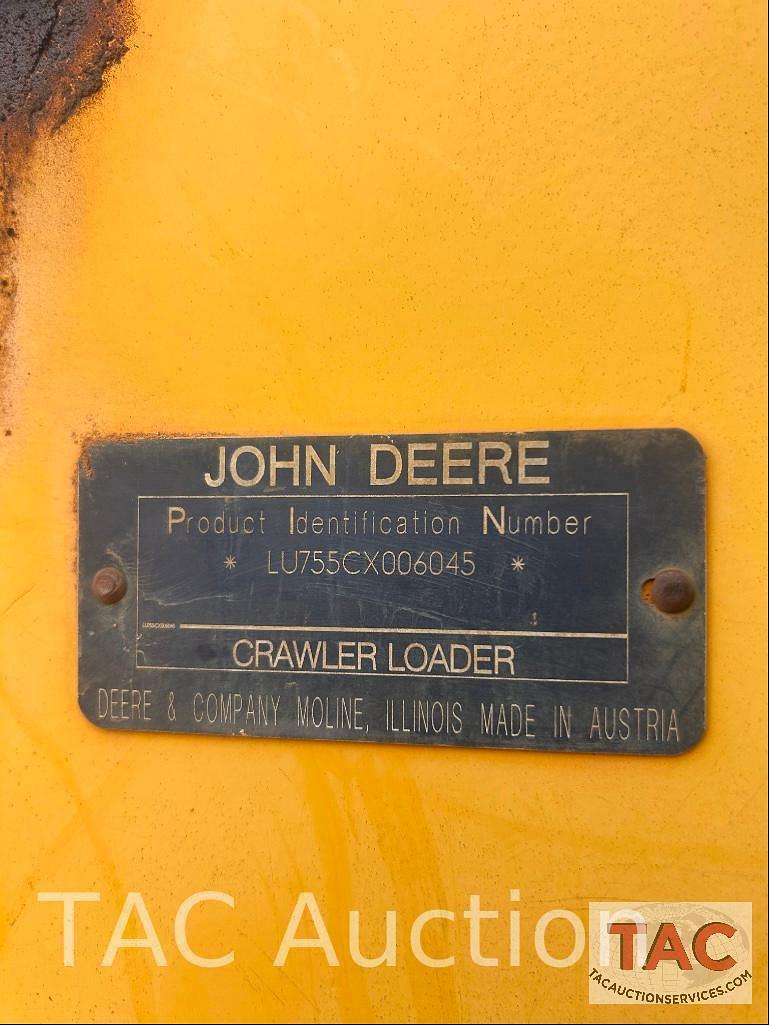 JOHN DEERE
Product Identification Number
* LU755CX006045 *
CRAWLER LOADER
DEERE & COMPANY MOLINE, ILLINOIS MADE IN AUSTRIA
TAC Auction
TAC
TACAUCTIONSERVICES.COM